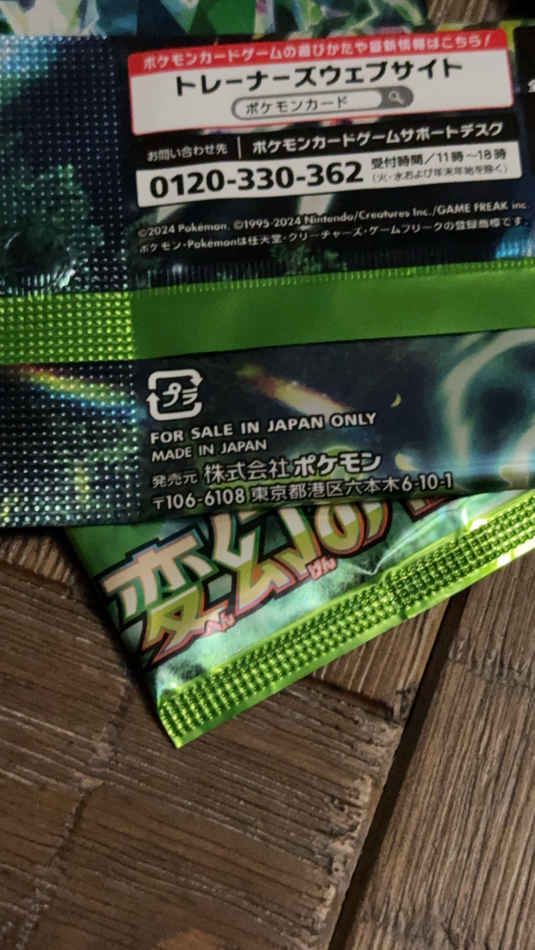 ポケモンカードゲームの遊びかたや最新情報はこちら!
トレーナーズウェブサイト
ポケモンカード
お問い合わせ先 ポケモンカードゲームサポートデスク
0120-330-362 受付時間/11時~18時
(火・水および年末年始を除く)
©2024 Pokémon. ©1995-2024 Nintendo/Creatures Inc./GAME FREAK inc.
ポケモン・Pokémonは任天堂・クリーチャーズ・ゲームフリークの登録商標です。
プラ
FOR SALE IN JAPAN ONLY
MADE IN JAPAN
発売元 株式会社ポケモン
〒106-6108 東京都港区六本木6-10-1
変幻の
へん げん